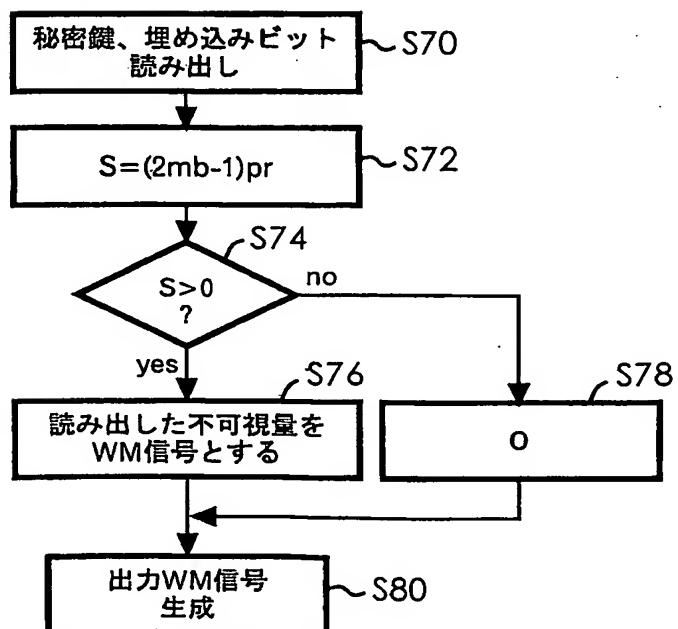 秘密鍵、埋め込みビット
読み出し
S70
S=(2mb-1)pr
S72
S74
S>0
?
no
yes
S76
読み出した不可視量を
WM信号とする
S78
0
出力WM信号
生成
S80